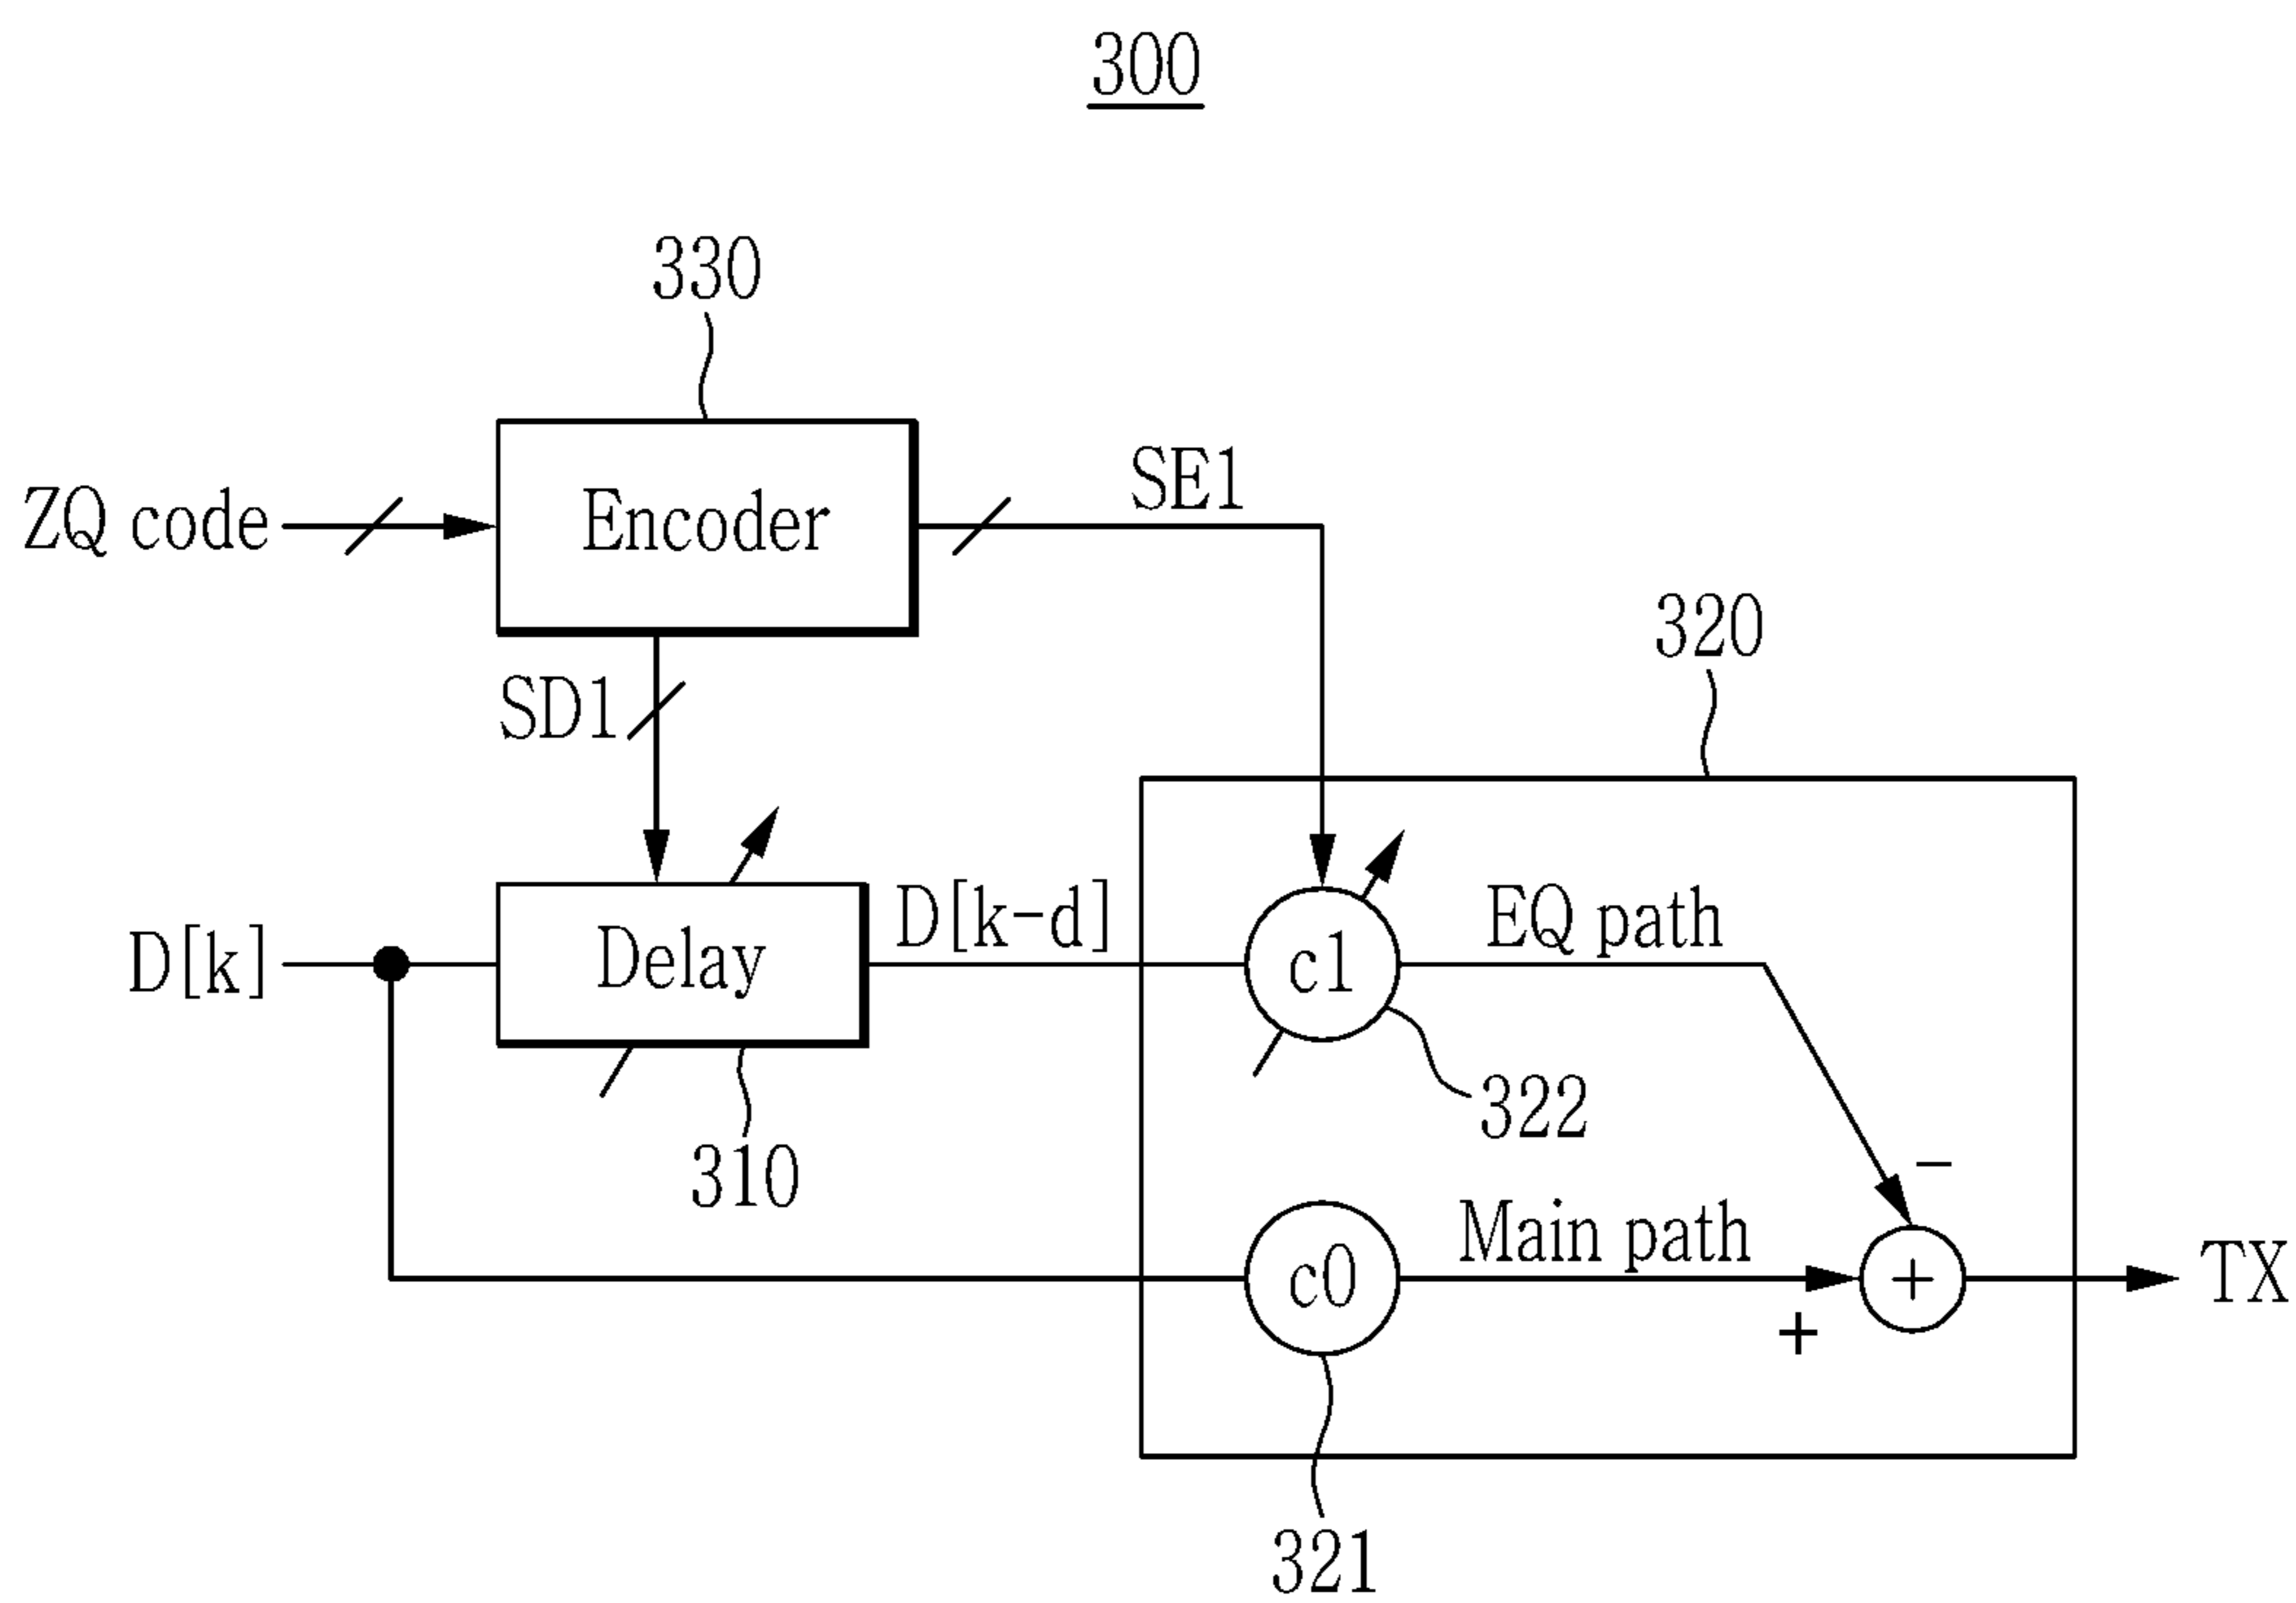 300
330
ZQ code
Encoder
SE1
SD1
320
D[k]
Delay
D[k-d]
c1
EQ path
322
310
−
c0
Main path
+
+
TX
321